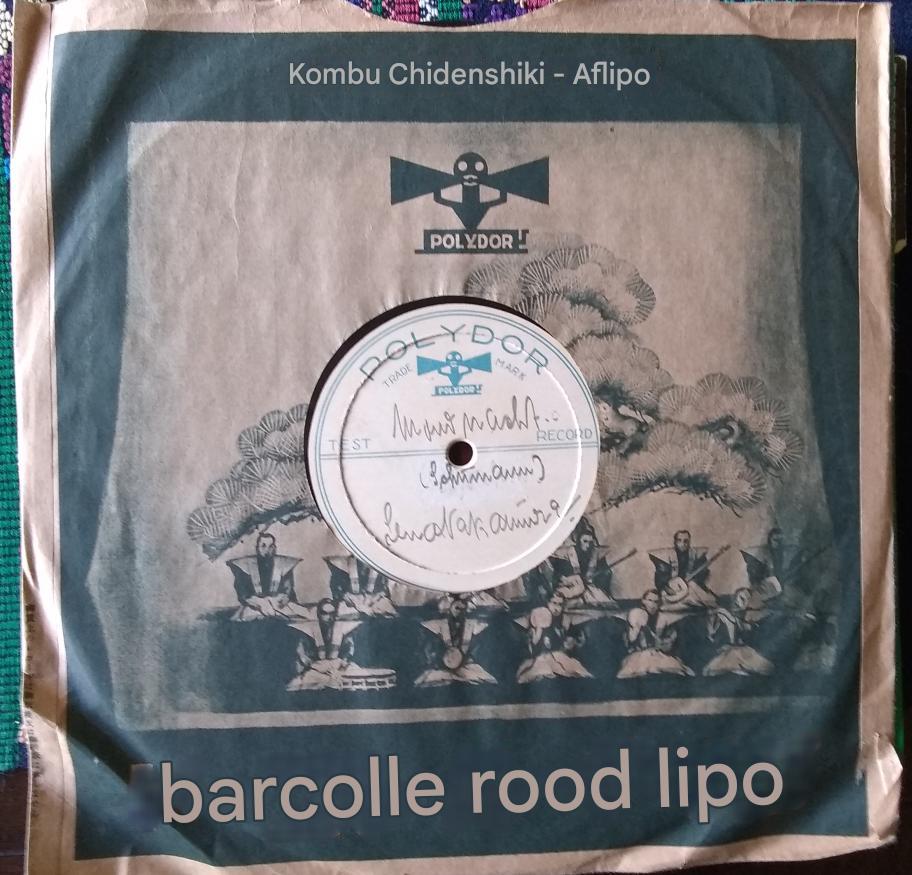 Kombu Chidenshiki - Aflipo
POLYDOR
POLYDOR
TRADE MARK
POLYDOR
TEST RECORD
(Schumann)
barcolle rood lipo